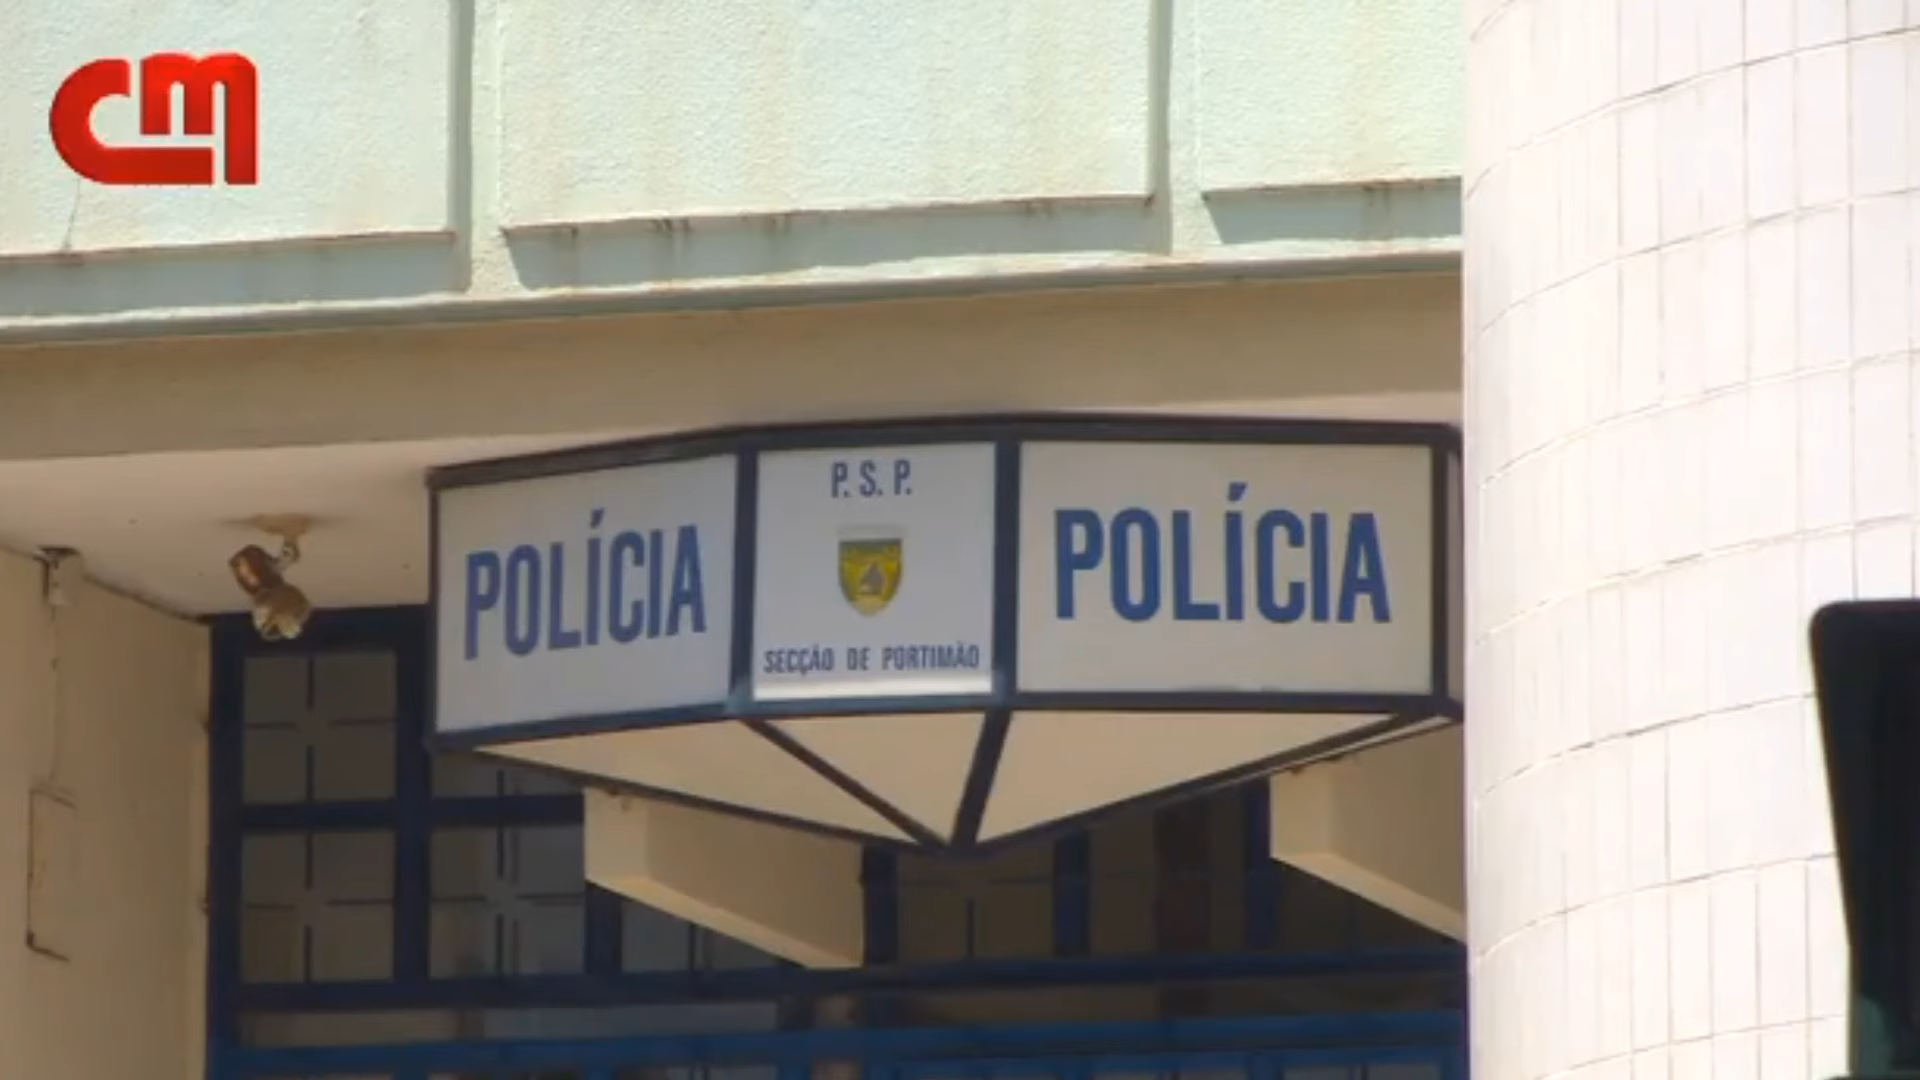 CM
POLÍCIA
P. S. P.
SECÇÃO DE PORTIMÃO
POLÍCIA